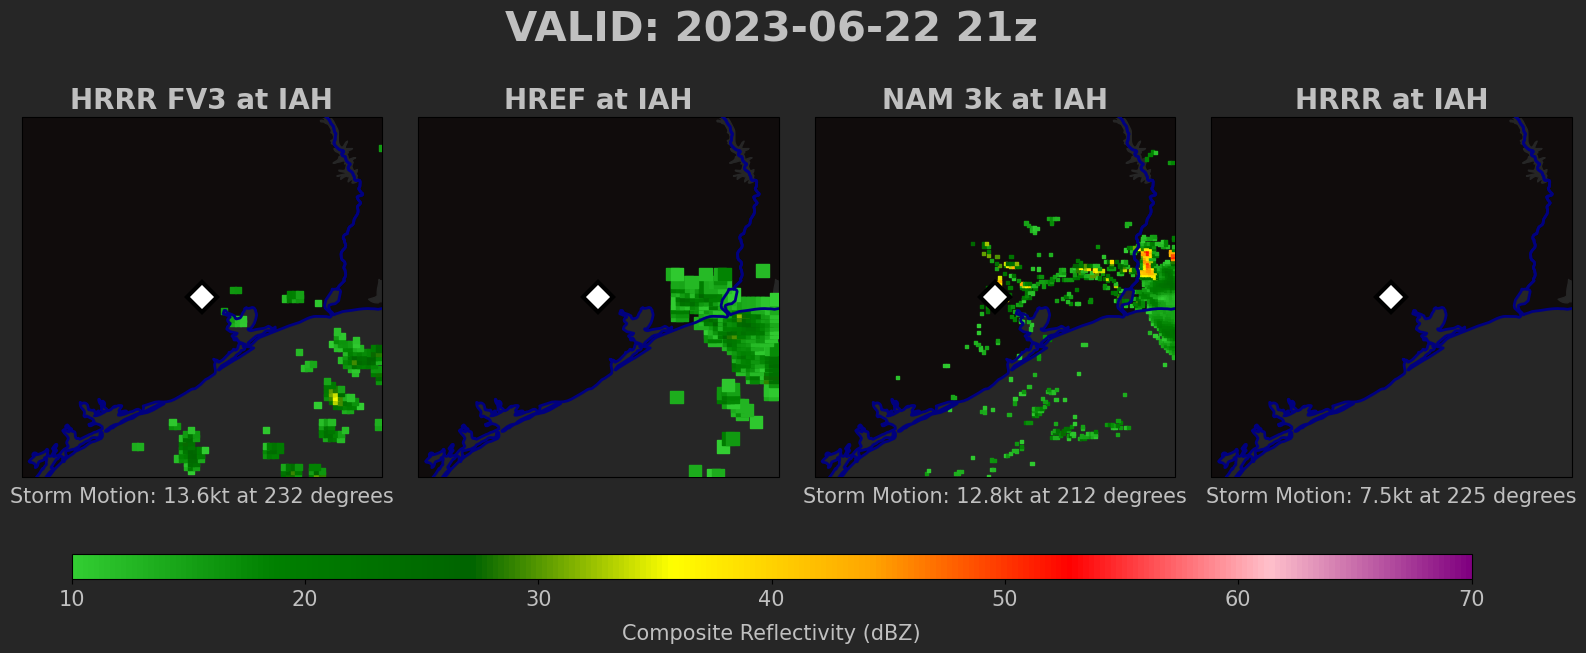 VALID: 2023-06-22 21z
HRRR FV3 at IAH
HREF at IAH
NAM 3k at IAH
HRRR at IAH
Storm Motion: 13.6kt at 232 degrees
Storm Motion: 12.8kt at 212 degrees
Storm Motion: 7.5kt at 225 degrees
10 20 30 40 50 60 70
Composite Reflectivity (dBZ)